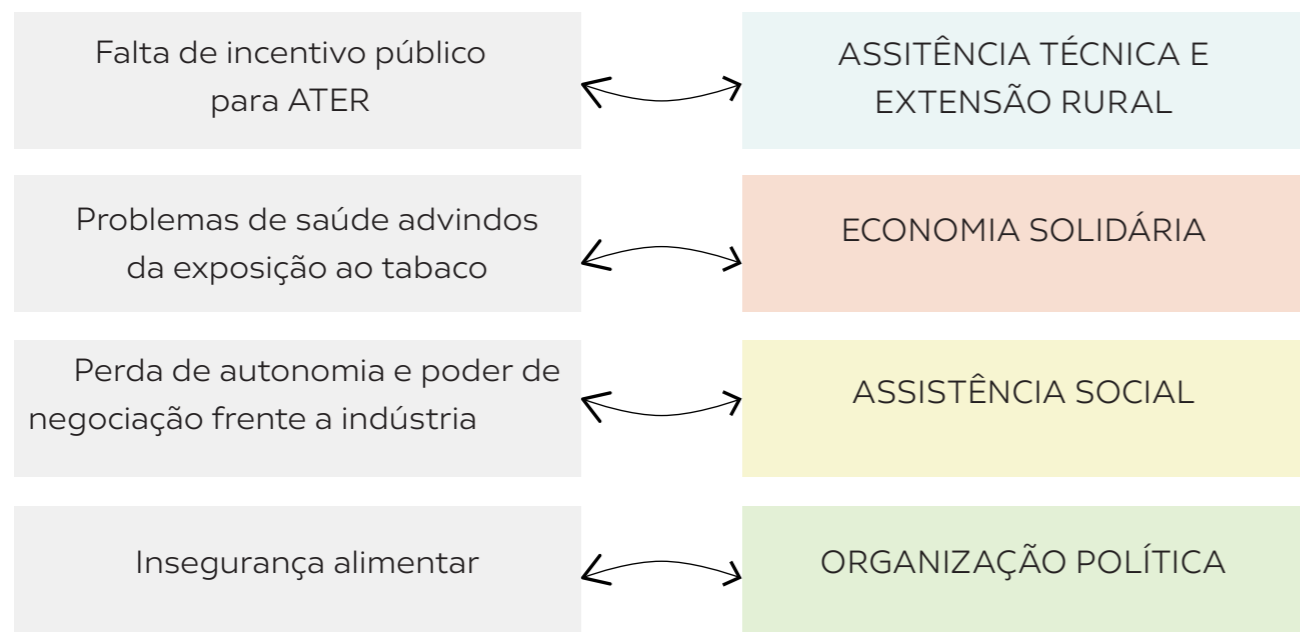 Falta de incentivo público
para ATER
ASSITÊNCIA TÉCNICA E
EXTENSÃO RURAL
Problemas de saúde advindos
da exposição ao tabaco
ECONOMIA SOLIDÁRIA
Perda de autonomia e poder de
negociação frente a indústria
ASSISTÊNCIA SOCIAL
Insegurança alimentar
ORGANIZAÇÃO POLÍTICA